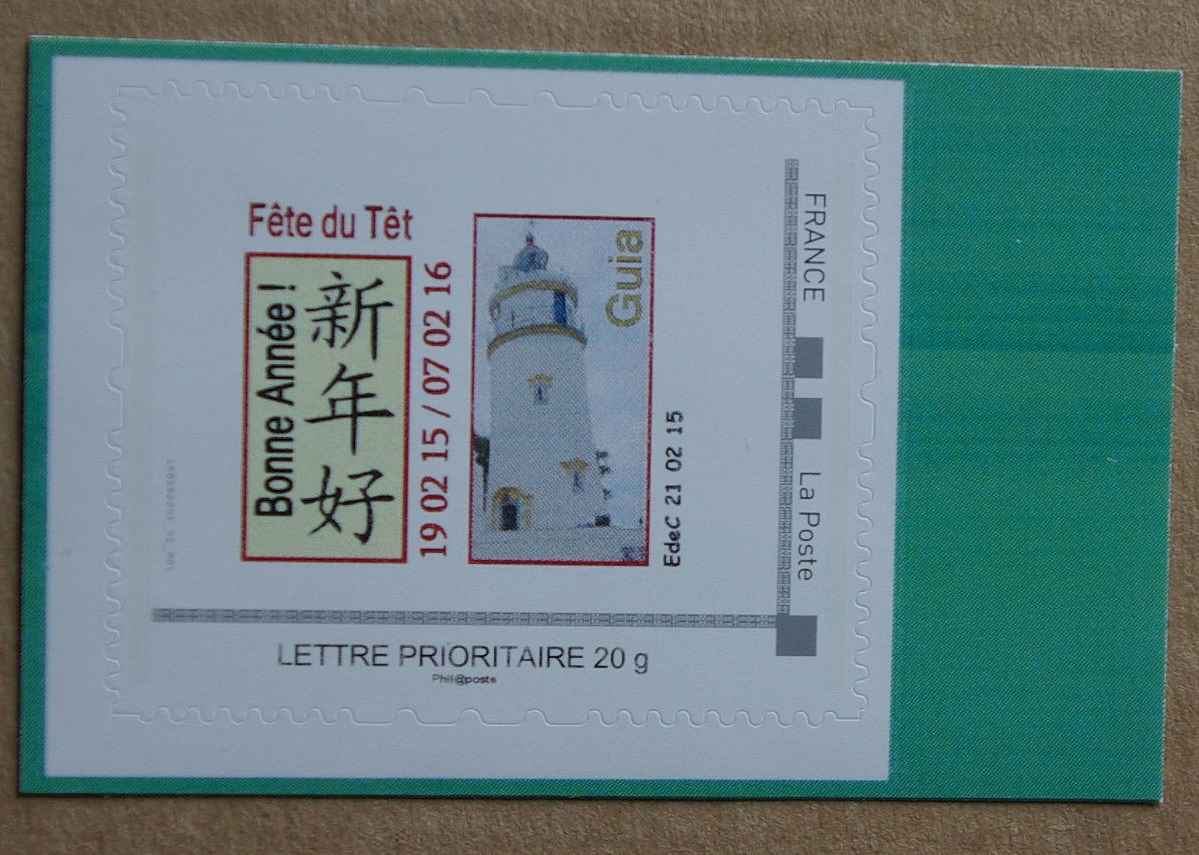 Fête du Têt
Bonne Année !
新年好
19 02 15 / 07 02 16
Guia
EdeC 21 02 15
FRANCE
La Poste
LETTRE PRIORITAIRE 20 g
Phil@poste